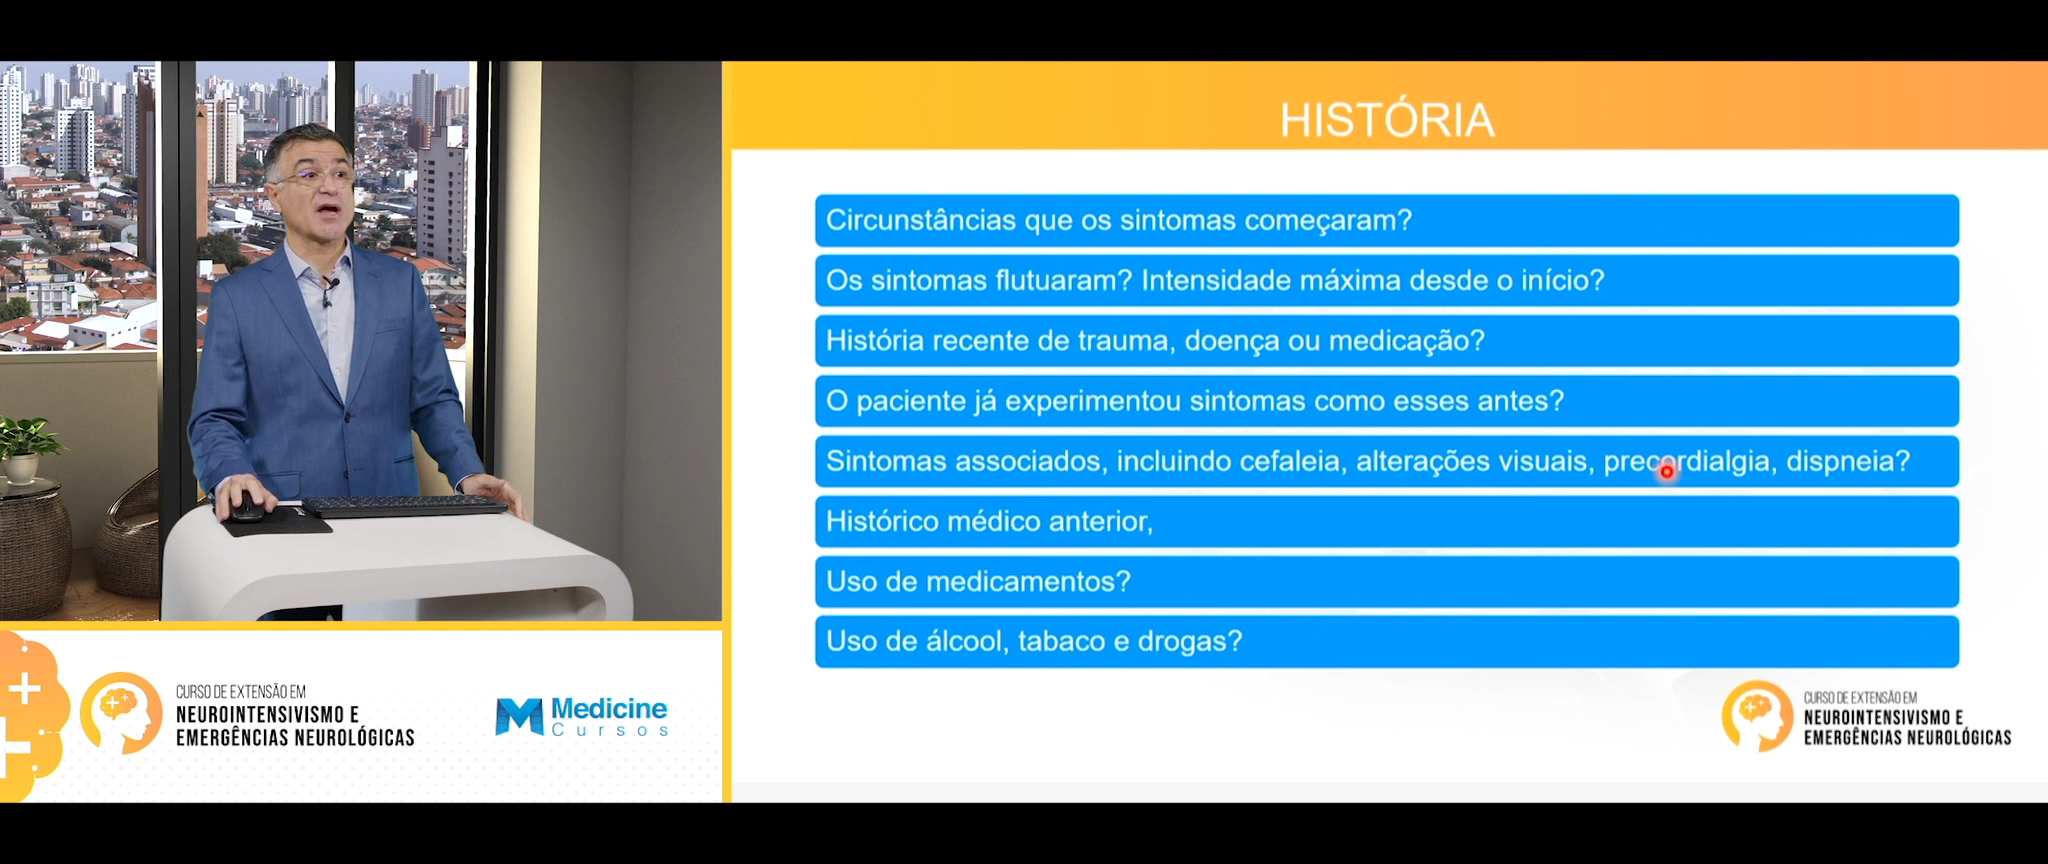 HISTÓRIA
Circunstâncias que os sintomas começaram?
Os sintomas flutuaram? Intensidade máxima desde o início?
História recente de trauma, doença ou medicação?
O paciente já experimentou sintomas como esses antes?
Sintomas associados, incluindo cefaleia, alterações visuais, precordialgia, dispneia?
Histórico médico anterior,
Uso de medicamentos?
Uso de álcool, tabaco e drogas?
CURSO DE EXTENSÃO EM
NEUROINTENSIVISMO E
EMERGÊNCIAS NEUROLÓGICAS
Medicine
Cursos
CURSO DE EXTENSÃO EM
NEUROINTENSIVISMO E
EMERGÊNCIAS NEUROLÓGICAS